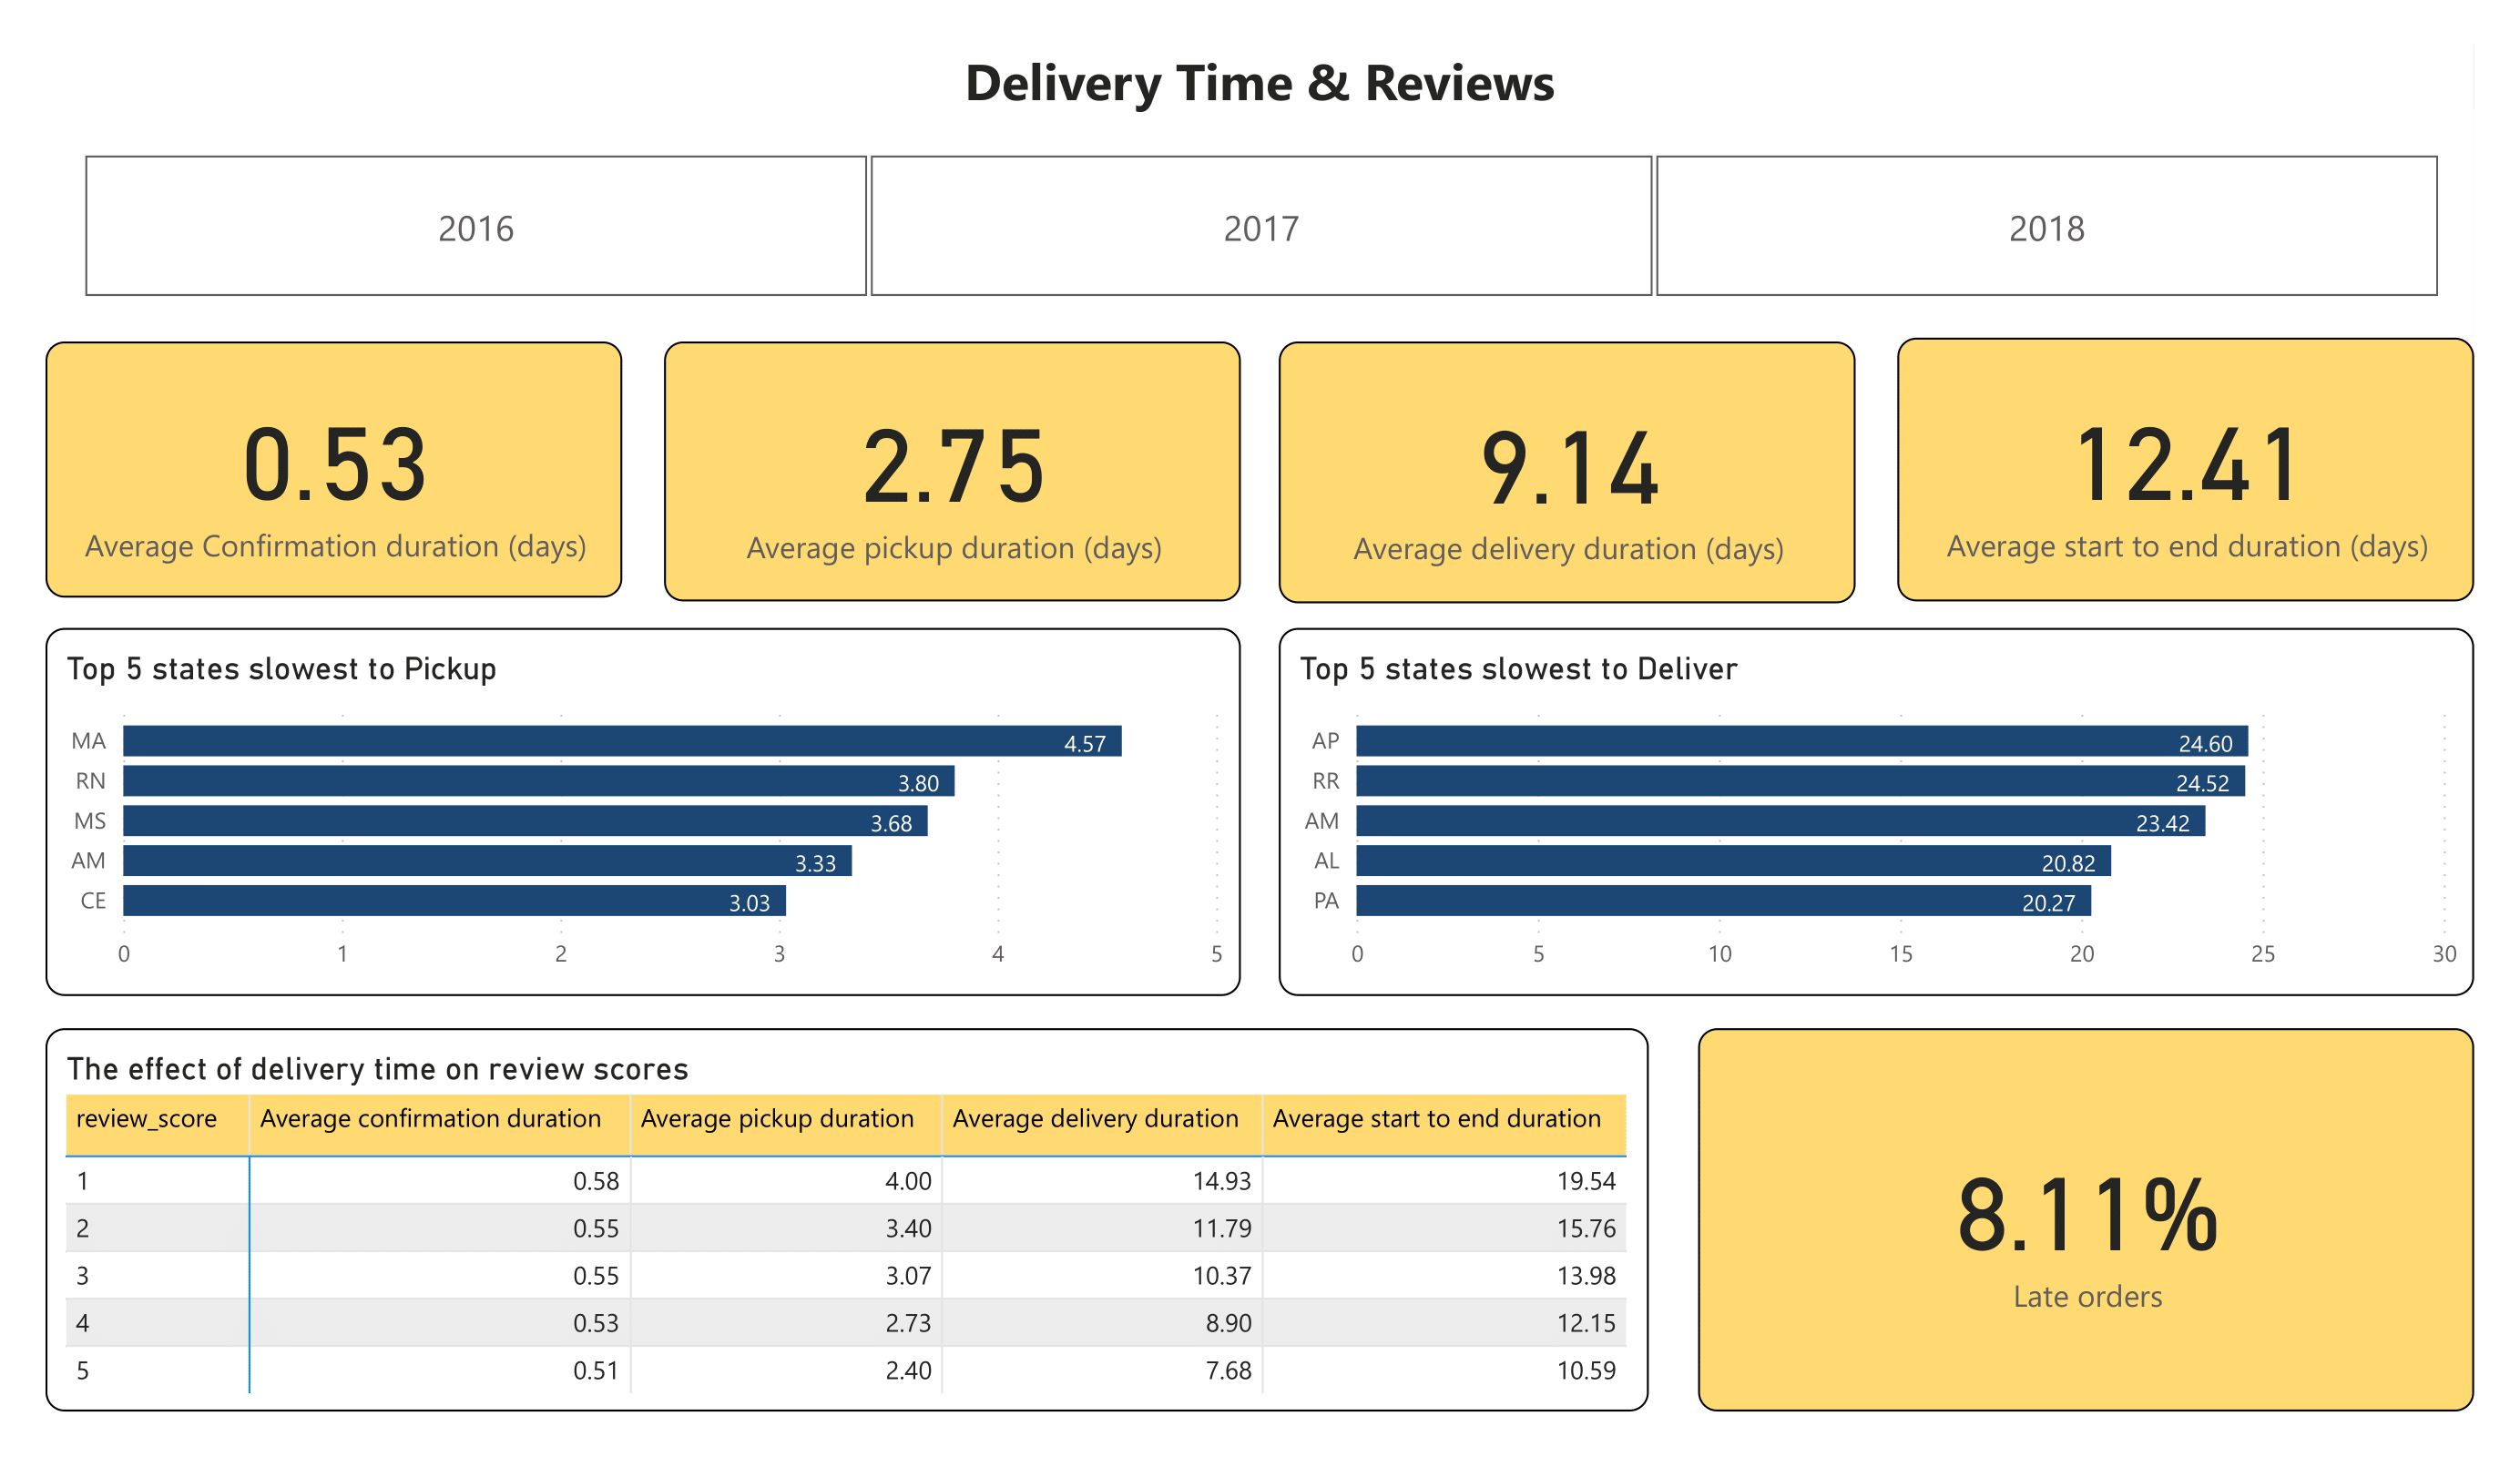 Delivery Time & Reviews
2016 2017 2018
0.53 2.75 9.14 12.41
Average Confirmation duration (days) Average pickup duration (days) Average delivery duration (days) Average start to end duration (days)
Top 5 states slowest to Pickup
MA 4.57
RN 3.80
MS 3.68
AM 3.33
CE 3.03
0 1 2 3 4 5
Top 5 states slowest to Deliver
AP 24.60
RR 24.52
AM 23.42
AL 20.82
PA 20.27
0 5 10 15 20 25 30
The effect of delivery time on review scores
review_score Average confirmation duration Average pickup duration Average delivery duration Average start to end duration
1 0.58 4.00 14.93 19.54
2 0.55 3.40 11.79 15.76
3 0.55 3.07 10.37 13.98
4 0.53 2.73 8.90 12.15
5 0.51 2.40 7.68 10.59
8.11%
Late orders